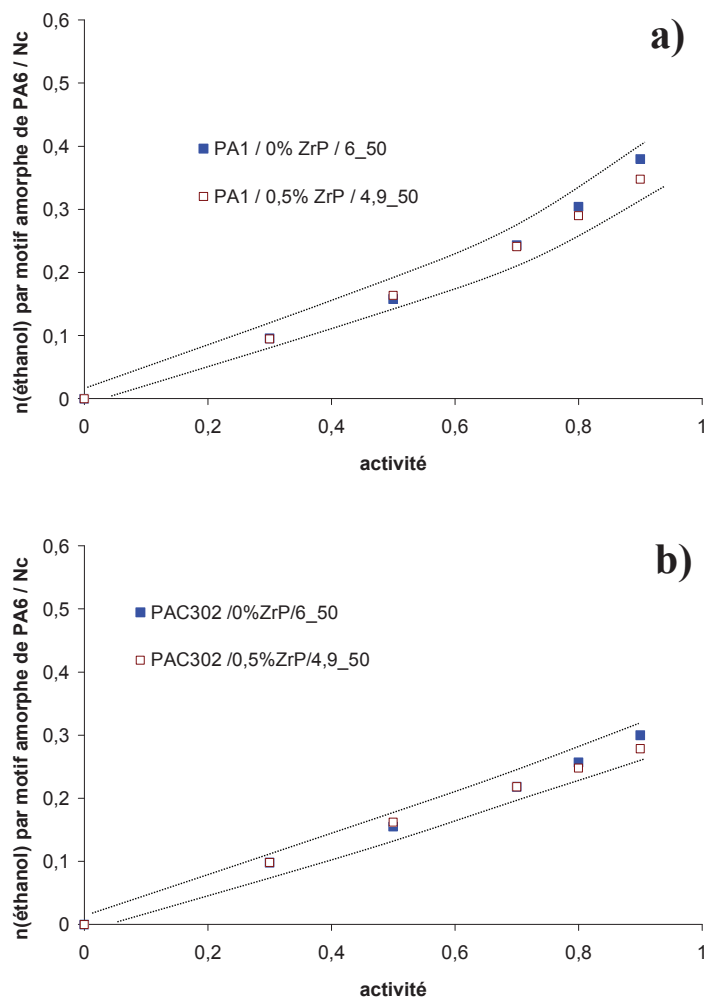 a)
0,6
0,5
0,4
0,3
0,2
0,1
0
n(éthanol) par motif amorphe de PA6 / Nc
PA1 / 0% ZrP / 6_50
PA1 / 0,5% ZrP / 4,9_50
0 0,2 0,4 0,6 0,8 1
activité
b)
0,6
0,5
0,4
0,3
0,2
0,1
0
n(éthanol) par motif amorphe de PA6 / Nc
PAC302 /0%ZrP/6_50
PAC302 /0,5%ZrP/4,9_50
0 0,2 0,4 0,6 0,8 1
activité